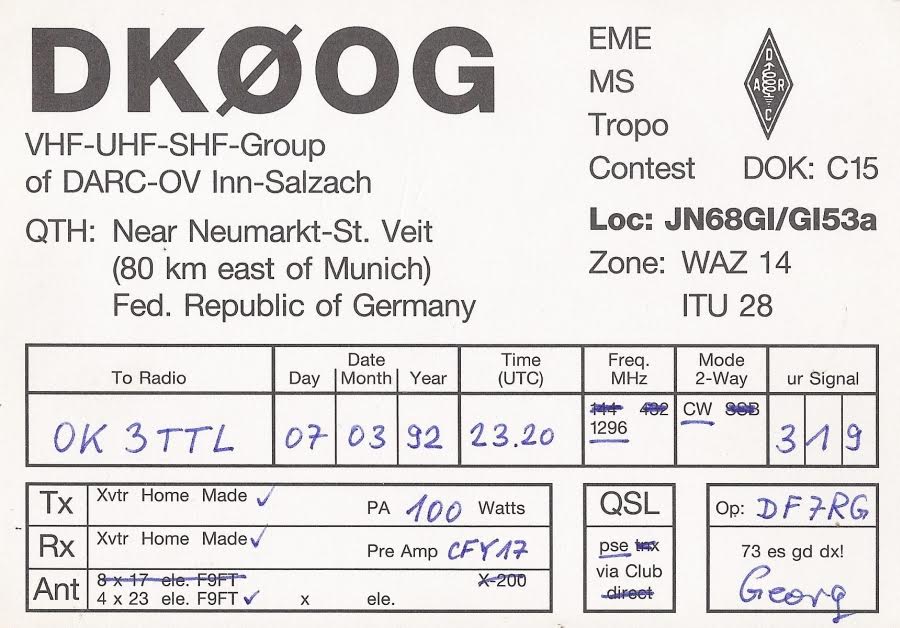 DKØOG
VHF-UHF-SHF-Group
of DARC-OV Inn-Salzach
QTH: Near Neumarkt-St. Veit
(80 km east of Munich)
Fed. Republic of Germany
EME
MS
Tropo
Contest DOK: C15
Loc: JN68GI/GI53a
Zone: WAZ 14
ITU 28
D
A R
C
To Radio Date Day Month Year Time (UTC) Freq. MHz Mode 2-Way ur Signal
144 432 CW SSB
OK3TTL 07 03 92 23.20 1296 3 1 9
Tx Xvtr Home Made ✓ PA 100 Watts
Rx Xvtr Home Made ✓ Pre Amp CFY17
Ant 8 x 17 ele. F9FT X-200
4 x 23 ele. F9FT ✓ x ele.
QSL
pse tnx
via Club
direct
Op: DF7RG
73 es gd dx!
Georg